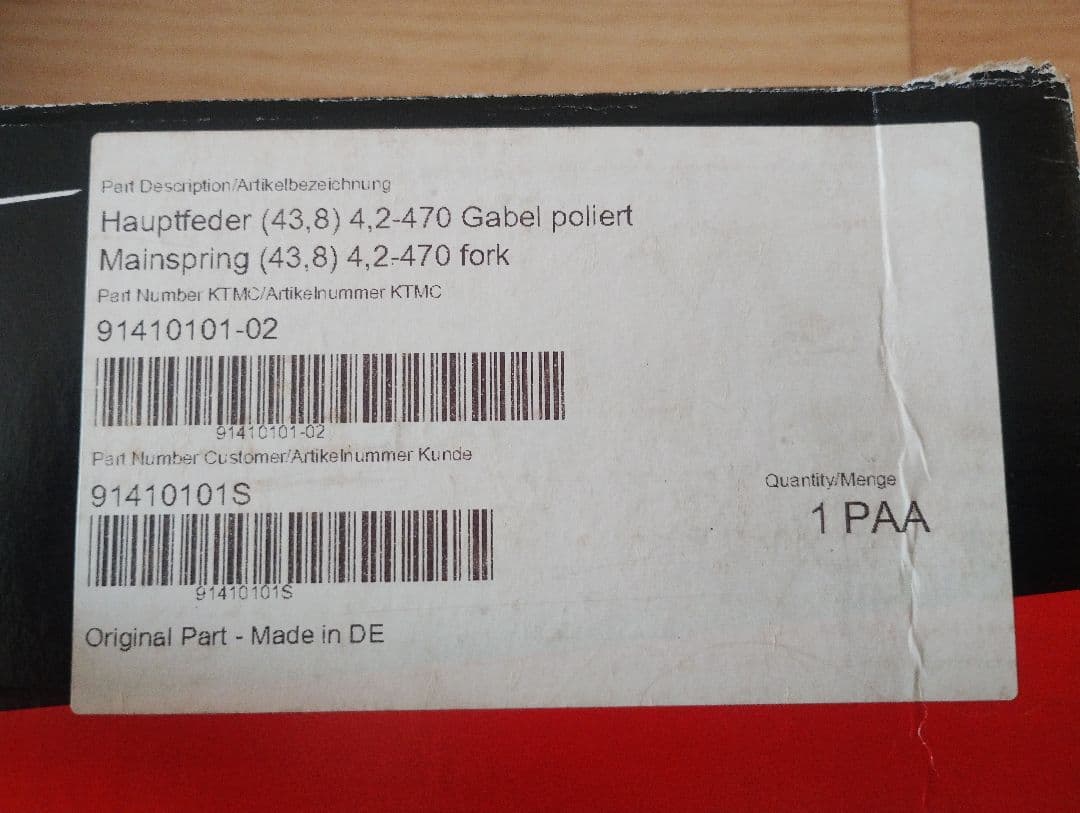 Part Description/Artikelbezeichnung
Hauptfeder (43,8) 4,2-470 Gabel poliert
Mainspring (43,8) 4,2-470 fork
Part Number KTMC/Artikelnummer KTMC
91410101-02
91410101-02
Part Number Customer/Artikelnummer Kunde
91410101S
91410101S
Quantity/Menge
1 PAA
Original Part - Made in DE